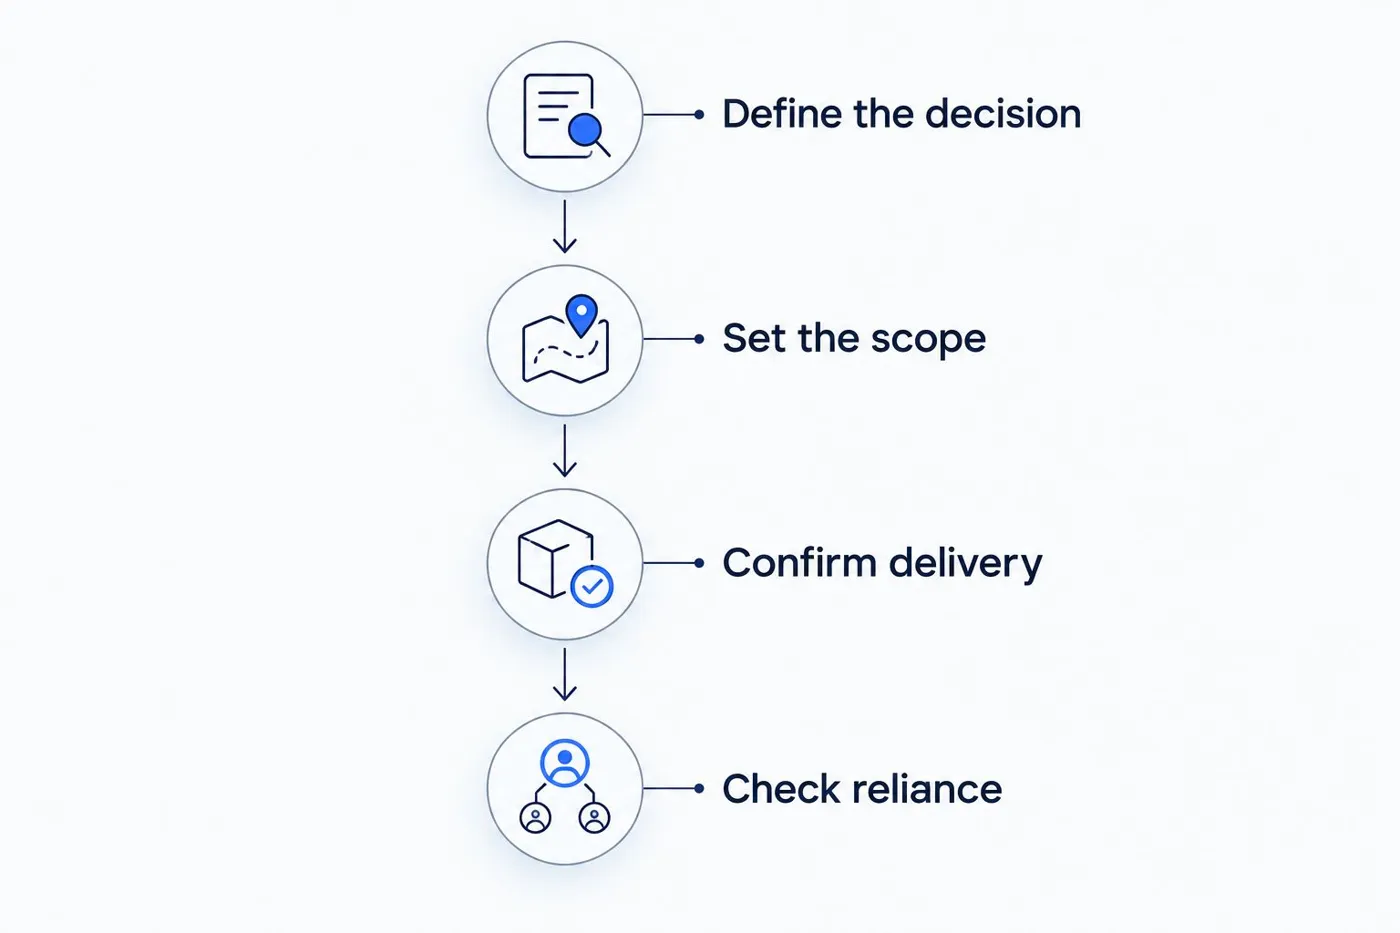 Define the decision
Set the scope
Confirm delivery
Check reliance